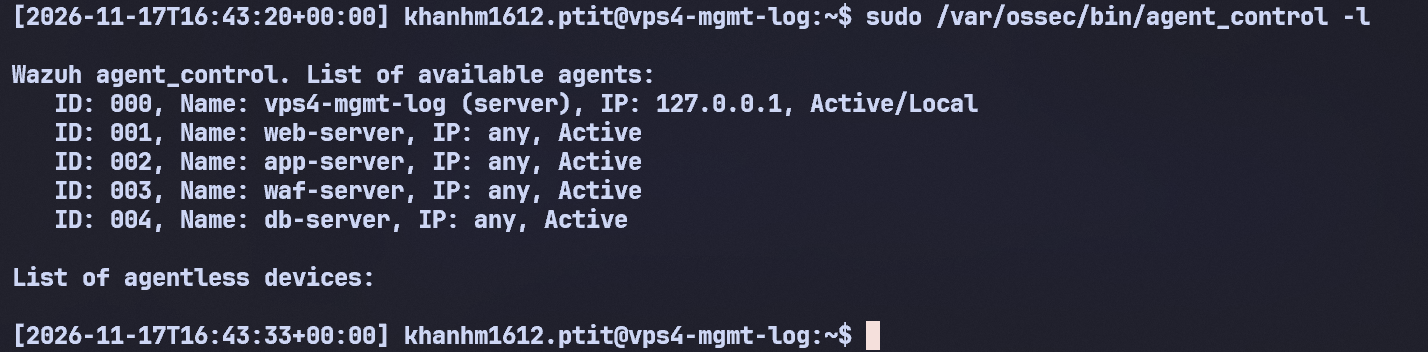 [2026-11-17T16:43:20+00:00] khanhm1612.ptit@vps4-mgmt-log:~$ sudo /var/ossec/bin/agent_control -l
Wazuh agent_control. List of available agents:
ID: 000, Name: vps4-mgmt-log (server), IP: 127.0.0.1, Active/Local
ID: 001, Name: web-server, IP: any, Active
ID: 002, Name: app-server, IP: any, Active
ID: 003, Name: waf-server, IP: any, Active
ID: 004, Name: db-server, IP: any, Active
List of agentless devices:
[2026-11-17T16:43:33+00:00] khanhm1612.ptit@vps4-mgmt-log:~$